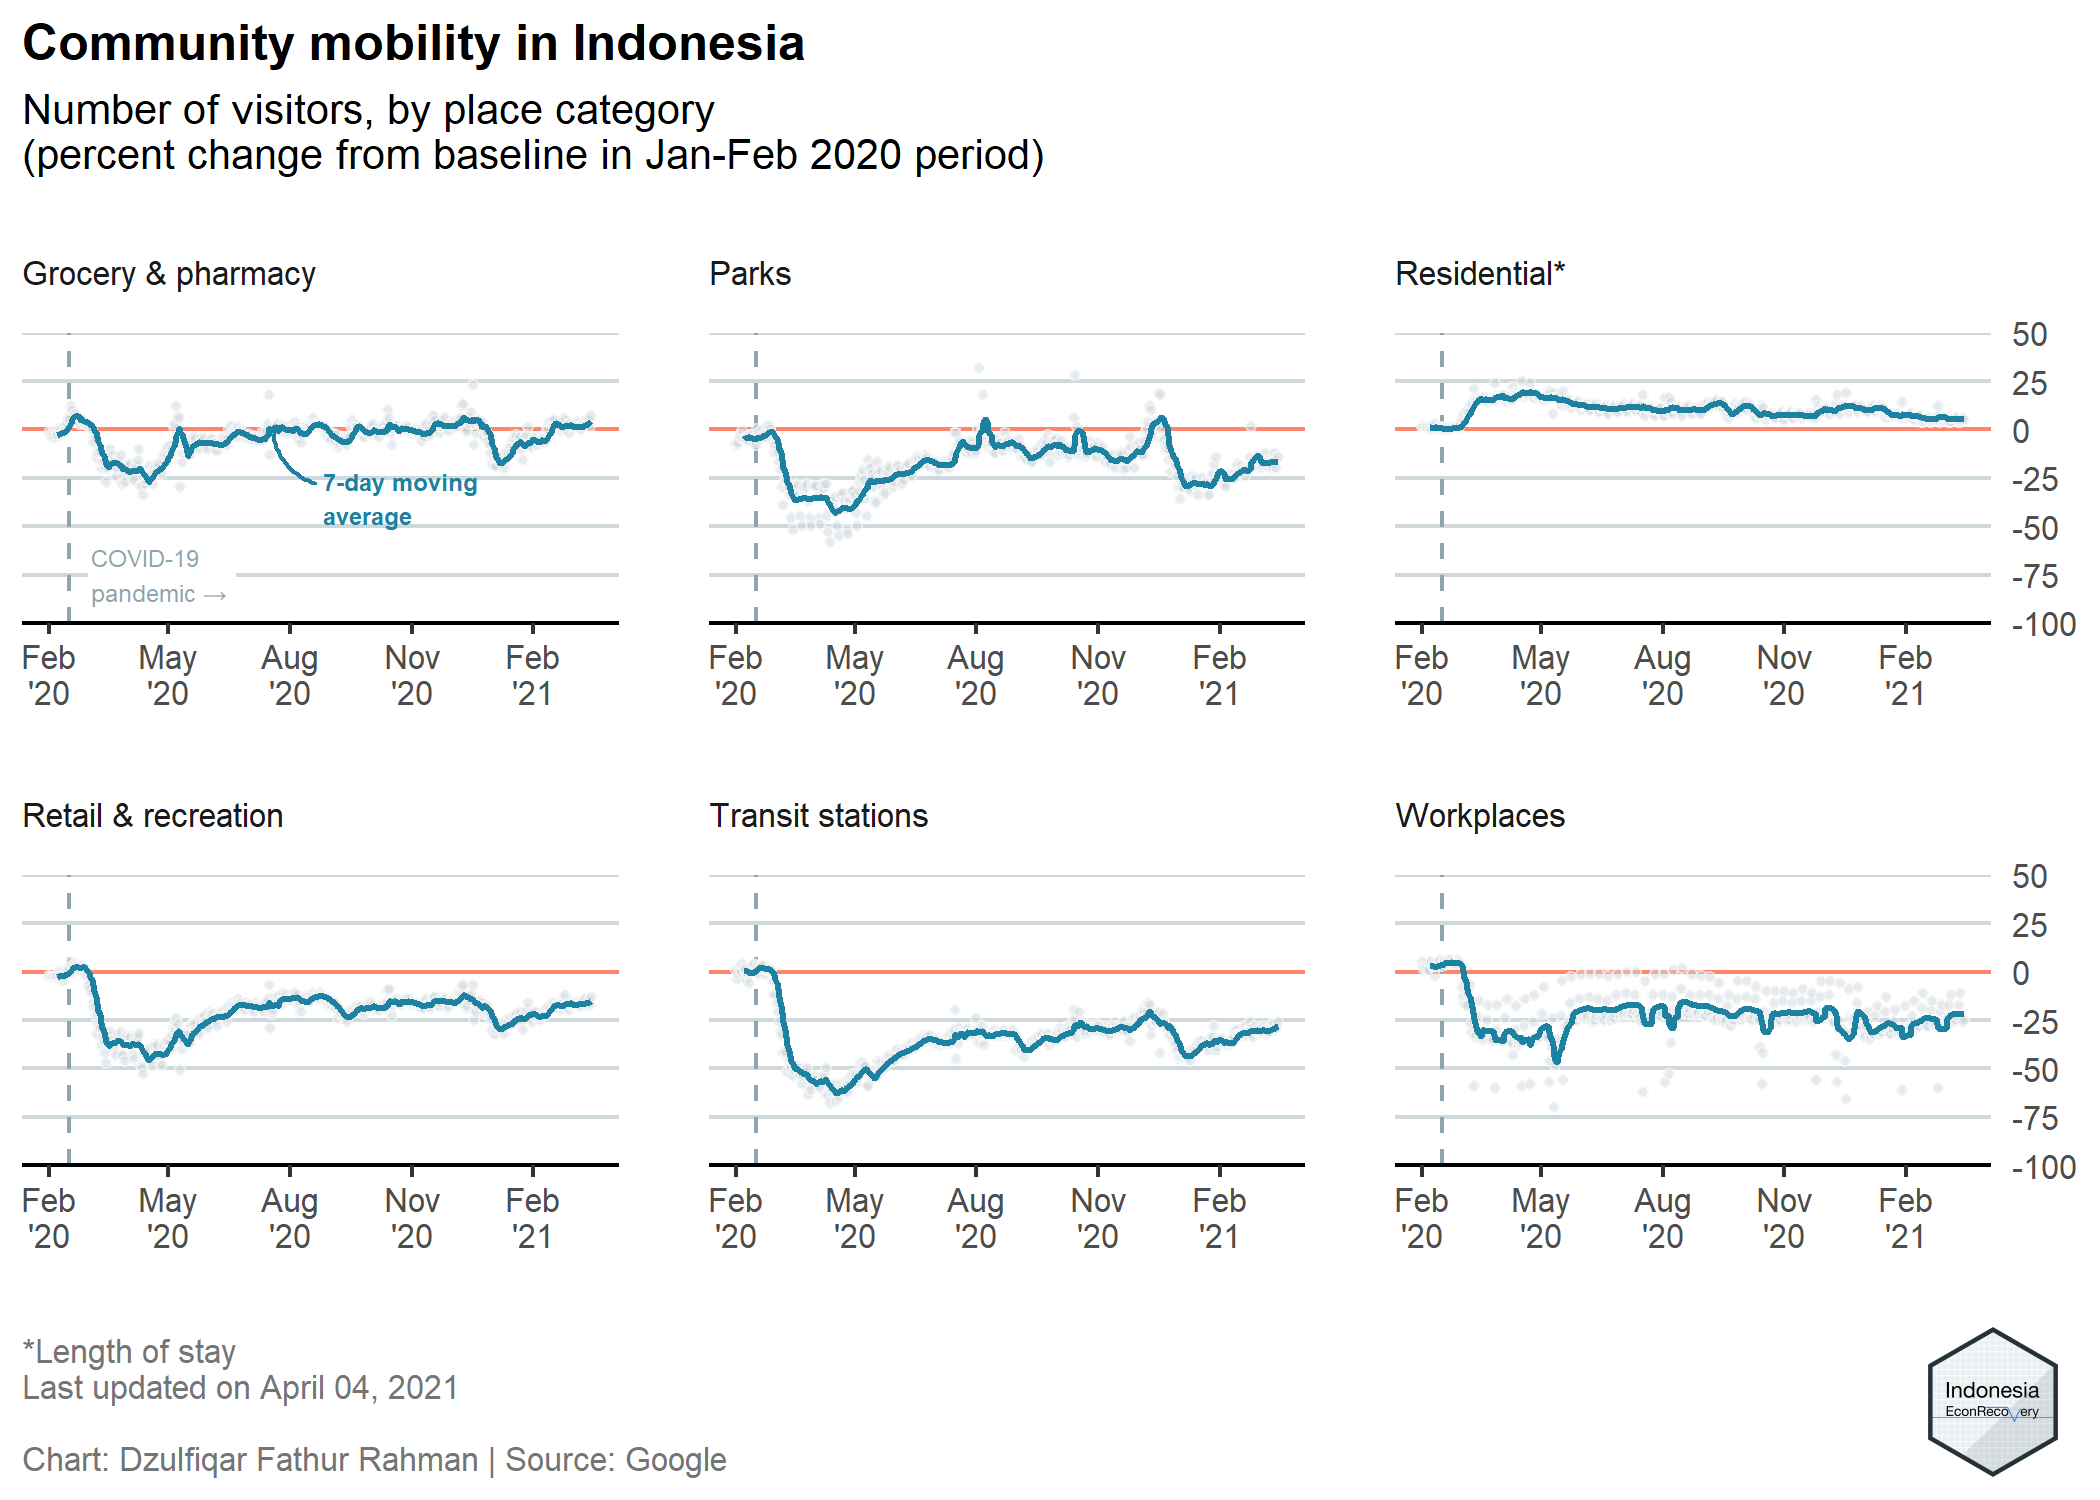 Community mobility in Indonesia
Number of visitors, by place category
(percent change from baseline in Jan-Feb 2020 period)
Grocery & pharmacy
Parks
Residential*
50
25
0
-25
-50
-75
-100
7-day moving
average
COVID-19
pandemic →
Feb May Aug Nov Feb
'20 '20 '20 '20 '21
Feb May Aug Nov Feb
'20 '20 '20 '20 '21
Feb May Aug Nov Feb
'20 '20 '20 '20 '21
Retail & recreation
Transit stations
Workplaces
50
25
0
-25
-50
-75
-100
Feb May Aug Nov Feb
'20 '20 '20 '20 '21
Feb May Aug Nov Feb
'20 '20 '20 '20 '21
Feb May Aug Nov Feb
'20 '20 '20 '20 '21
*Length of stay
Last updated on April 04, 2021
Chart: Dzulfiqar Fathur Rahman | Source: Google
Indonesia
EconRecovery